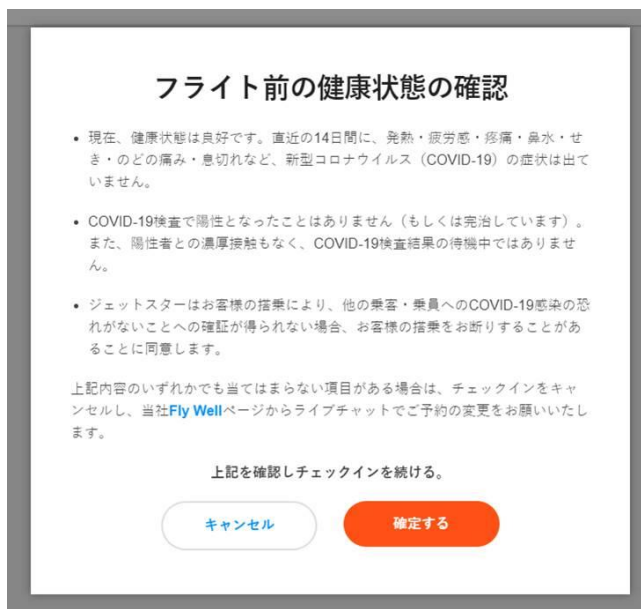 フライト前の健康状態の確認
• 現在、健康状態は良好です。直近の14日間に、発熱・疲労感・疼痛・鼻水・せ
き・のどの痛み・息切れなど、新型コロナウイルス（COVID-19）の症状は出て
いません。
• COVID-19検査で陽性となったことはありません（もしくは完治しています）。
また、陽性者との濃厚接触もなく、COVID-19検査結果の待機中ではありませ
ん。
• ジェットスターはお客様の搭乗により、他の乗客・乗員へのCOVID-19感染の恐
れがないことへの確証が得られない場合、お客様の搭乗をお断りすることがあ
ることに同意します。
上記内容のいずれかでも当てはまらない項目がある場合は、チェックインをキャ
ンセルし、当社Fly Wellページからライブチャットでご予約の変更をお願いいたし
ます。
上記を確認しチェックインを続ける。
キャンセル
確定する